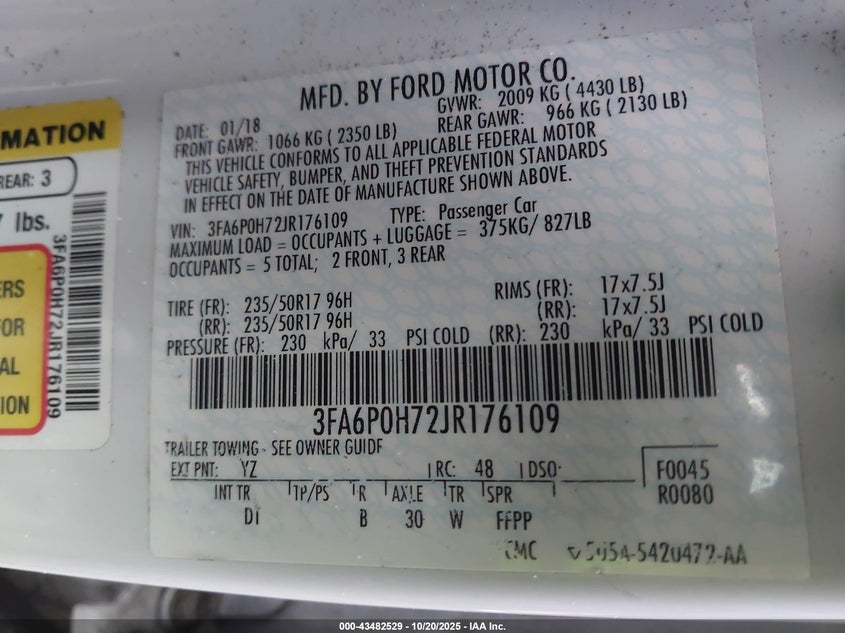 MFD. BY FORD MOTOR CO.
DATE: 01/18
GVWR: 2009 KG ( 4430 LB)
FRONT GAWR: 1066 KG ( 2350 LB)
REAR GAWR: 966 KG ( 2130 LB)
THIS VEHICLE CONFORMS TO ALL APPLICABLE FEDERAL MOTOR
VEHICLE SAFETY, BUMPER, AND THEFT PREVENTION STANDARDS
IN EFFECT ON THE DATE OF MANUFACTURE SHOWN ABOVE.
VIN: 3FA6P0H72JR176109 TYPE: Passenger Car
MAXIMUM LOAD = OCCUPANTS + LUGGAGE = 375KG/ 827LB
OCCUPANTS = 5 TOTAL; 2 FRONT, 3 REAR
TIRE (FR): 235/50R17 96H RIMS (FR): 17x7.5J
(RR): 235/50R17 96H (RR): 17x7.5J
PRESSURE (FR): 230 kPa/ 33 PSI COLD (RR): 230 kPa/ 33 PSI COLD
3FA6P0H72JR176109
TRAILER TOWING - SEE OWNER GUIDE
EXT PNT: YZ RC: 48 DSO: F0045
INT TR TP/PS R AXLE TR SPR R0080
DI B 30 W FFPP
MATION
REAR: 3
lbs.
3FA6P0H72JR176109
ERS
FOR
AL
ION
000-43482529 - 10/20/2025 - IAA Inc.